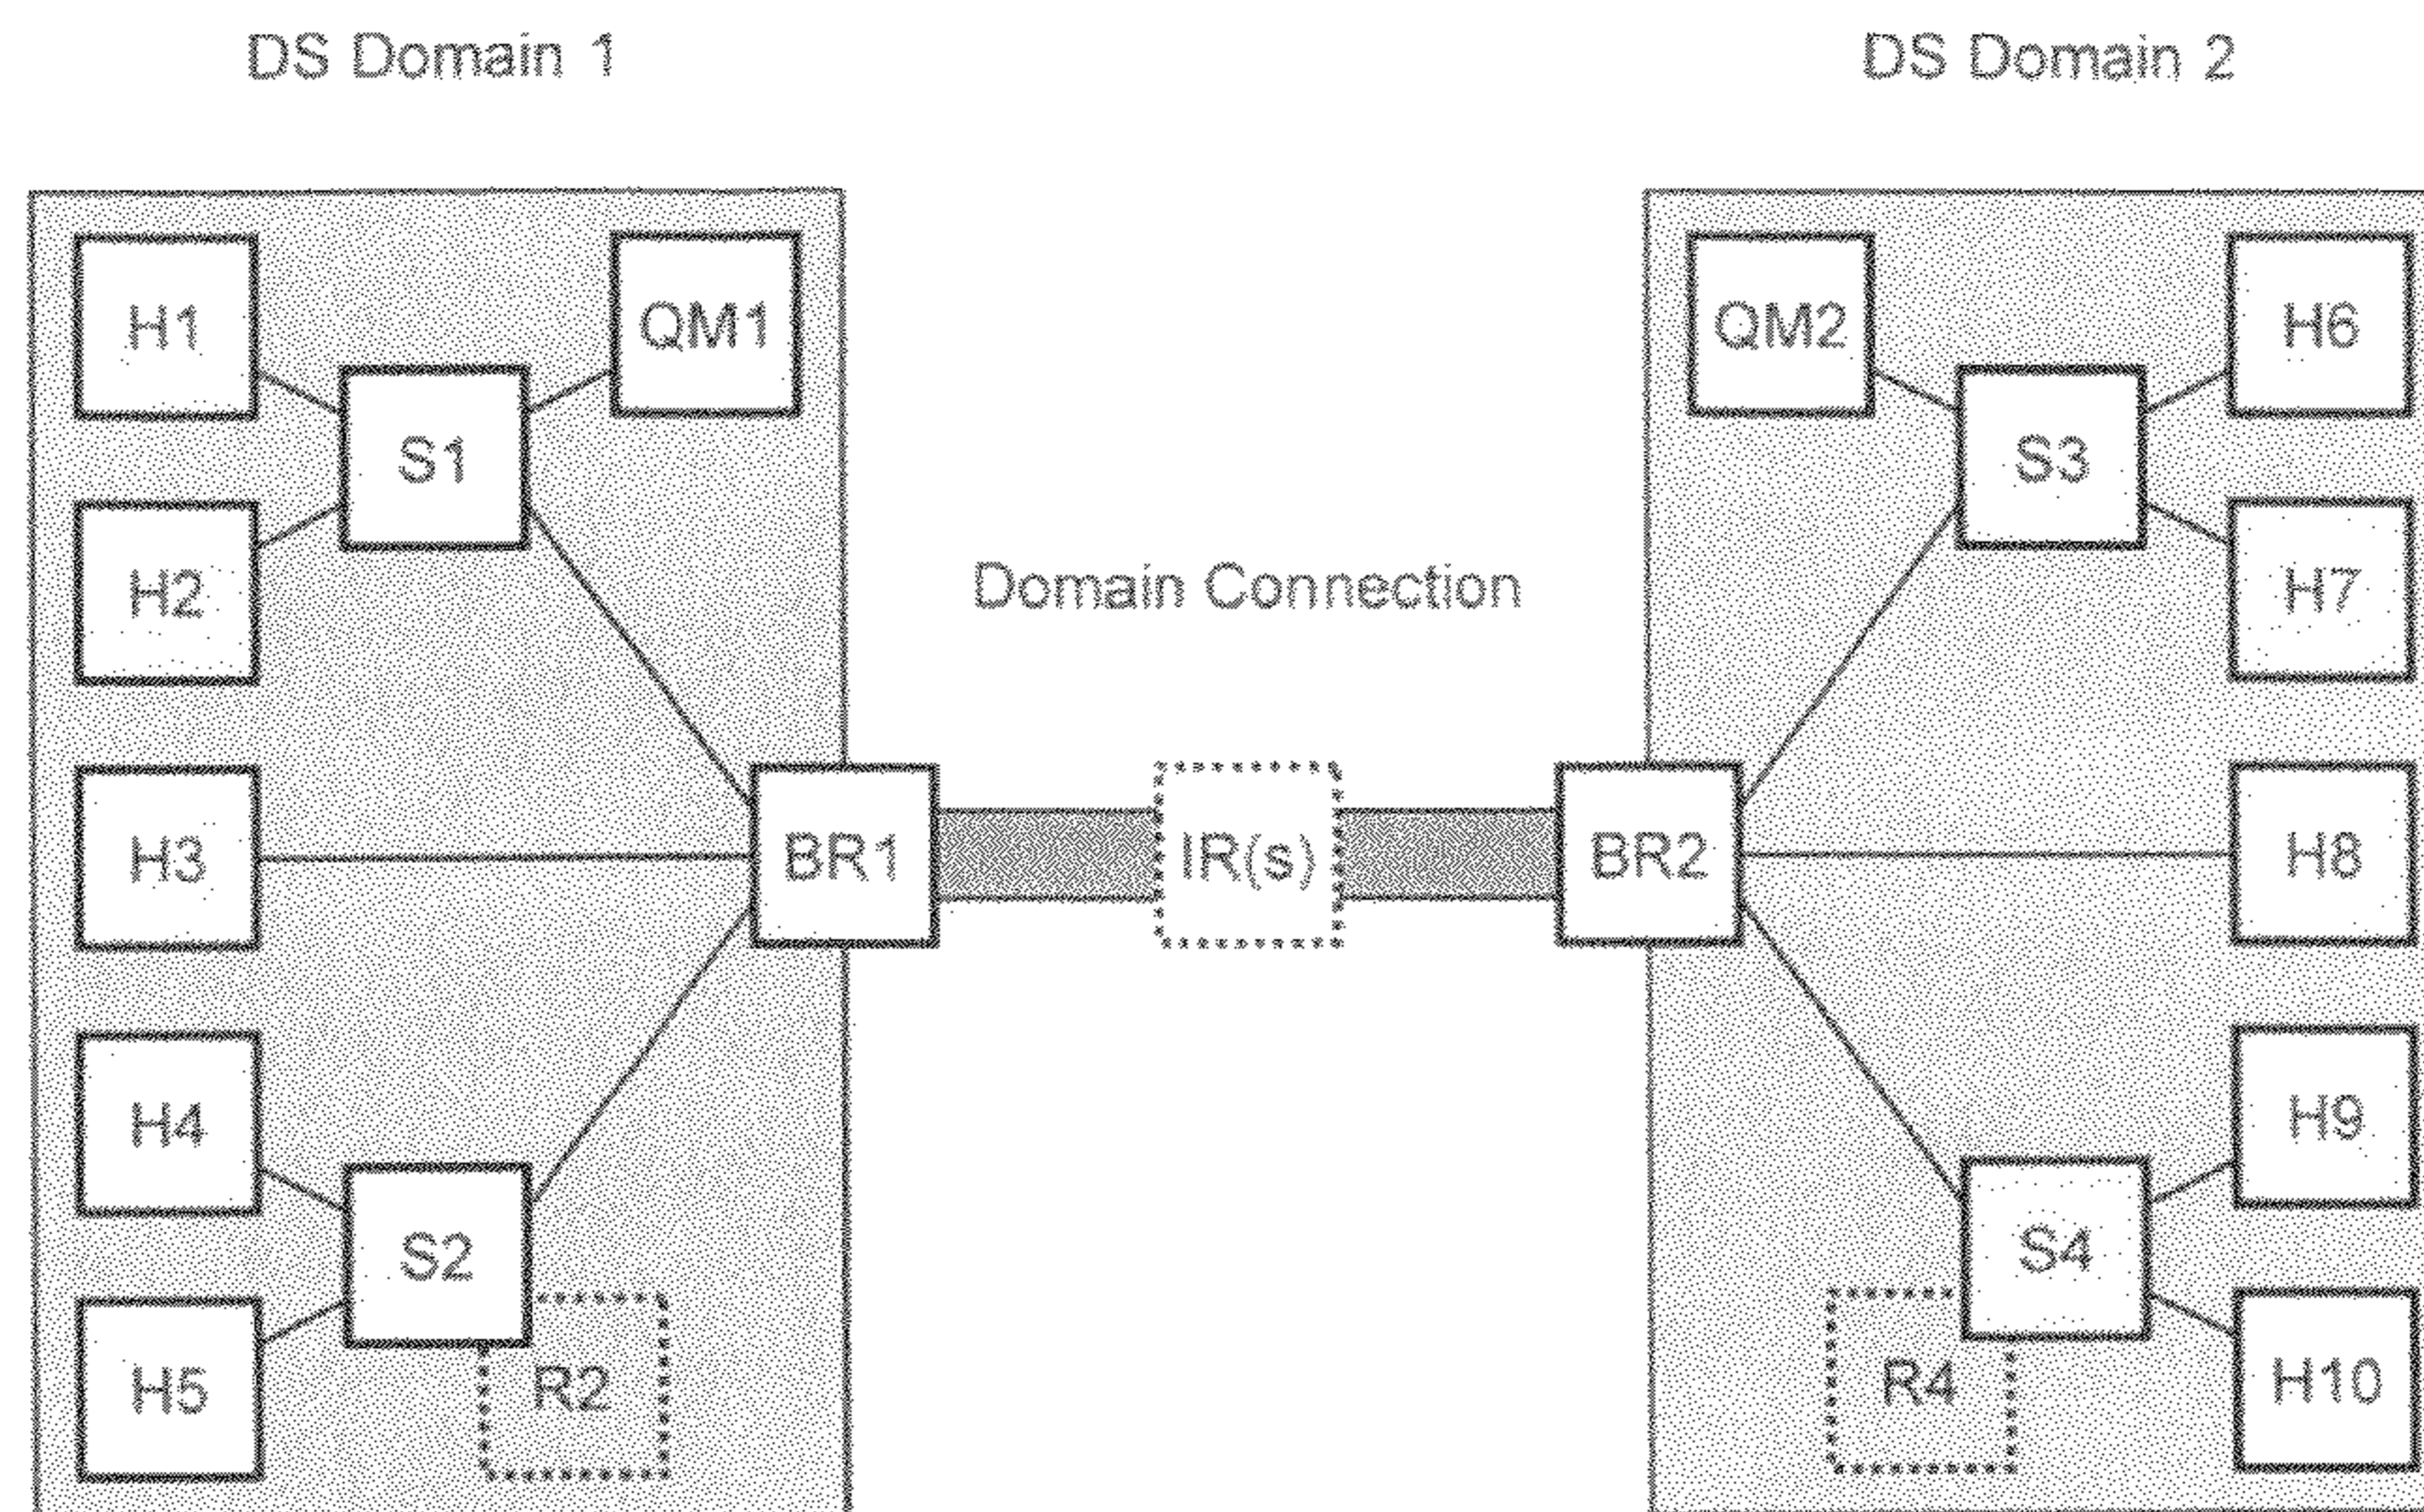 DS Domain 1
DS Domain 2
H1
QM1
QM2
H6
S1
S3
H2
Domain Connection
H7
H3
BR1
IR(s)
BR2
H8
H4
H9
S2
S4
H5
R2
R4
H10